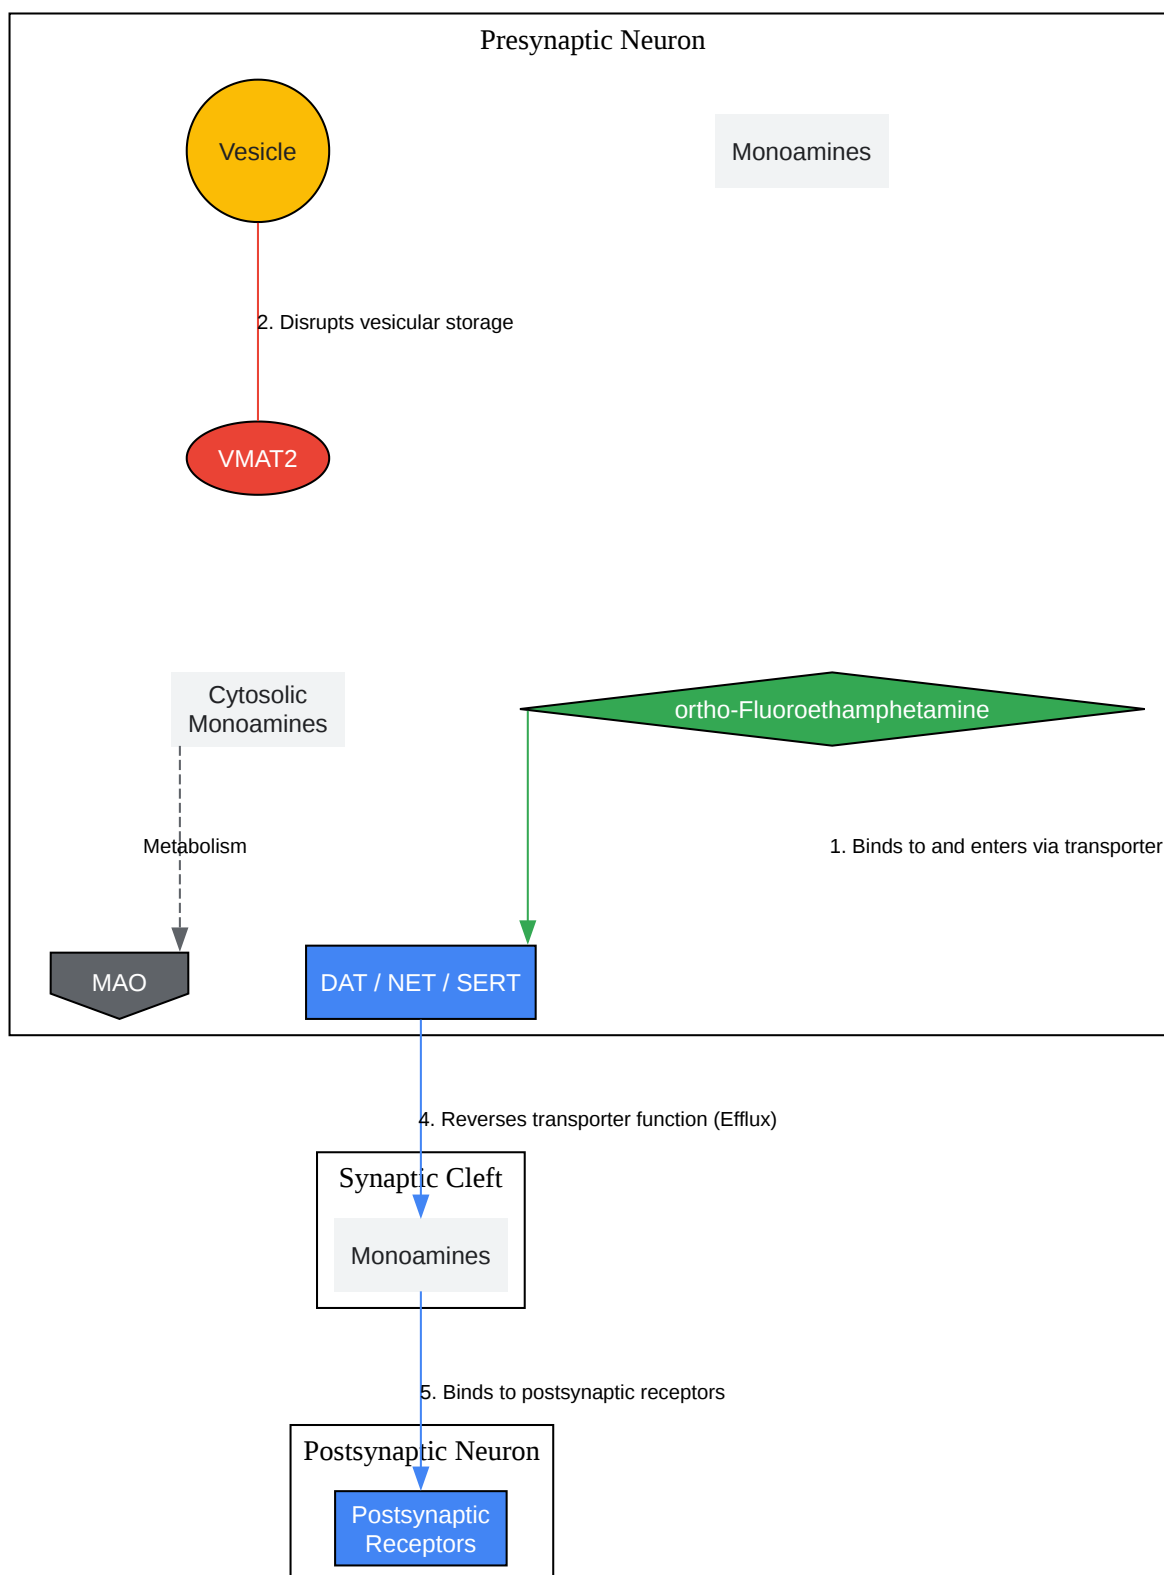 Presynaptic Neuron
Vesicle
Monoamines
2. Disrupts vesicular storage
VMAT2
Cytosolic
Monoamines
ortho-Fluoroethamphetamine
Metabolism
1. Binds to and enters via transporter
MAO
DAT / NET / SERT
4. Reverses transporter function (Efflux)
Synaptic Cleft
Monoamines
5. Binds to postsynaptic receptors
Postsynaptic Neuron
Postsynaptic
Receptors